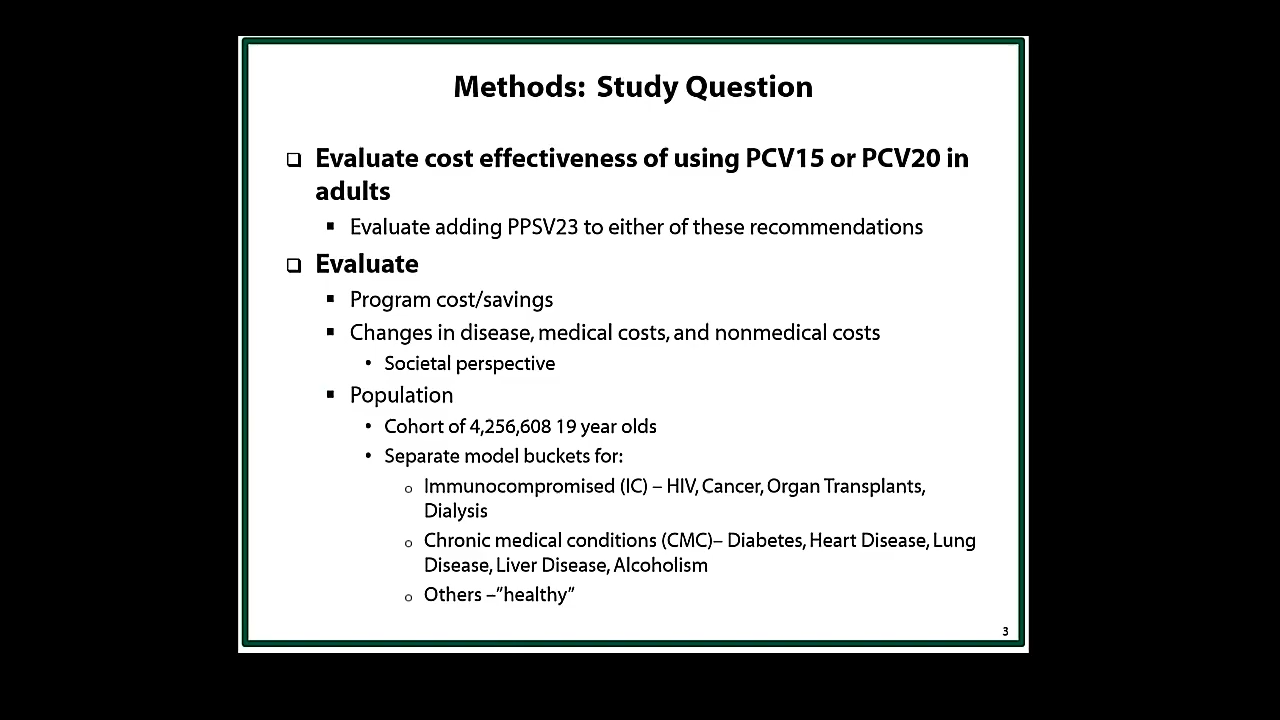 Methods: Study Question
❑ Evaluate cost effectiveness of using PCV15 or PCV20 in
adults
▪ Evaluate adding PPSV23 to either of these recommendations
❑ Evaluate
▪ Program cost/savings
▪ Changes in disease, medical costs, and nonmedical costs
• Societal perspective
▪ Population
• Cohort of 4,256,608 19 year olds
• Separate model buckets for:
o Immunocompromised (IC) – HIV, Cancer, Organ Transplants,
Dialysis
o Chronic medical conditions (CMC)– Diabetes, Heart Disease, Lung
Disease, Liver Disease, Alcoholism
o Others –”healthy”
3